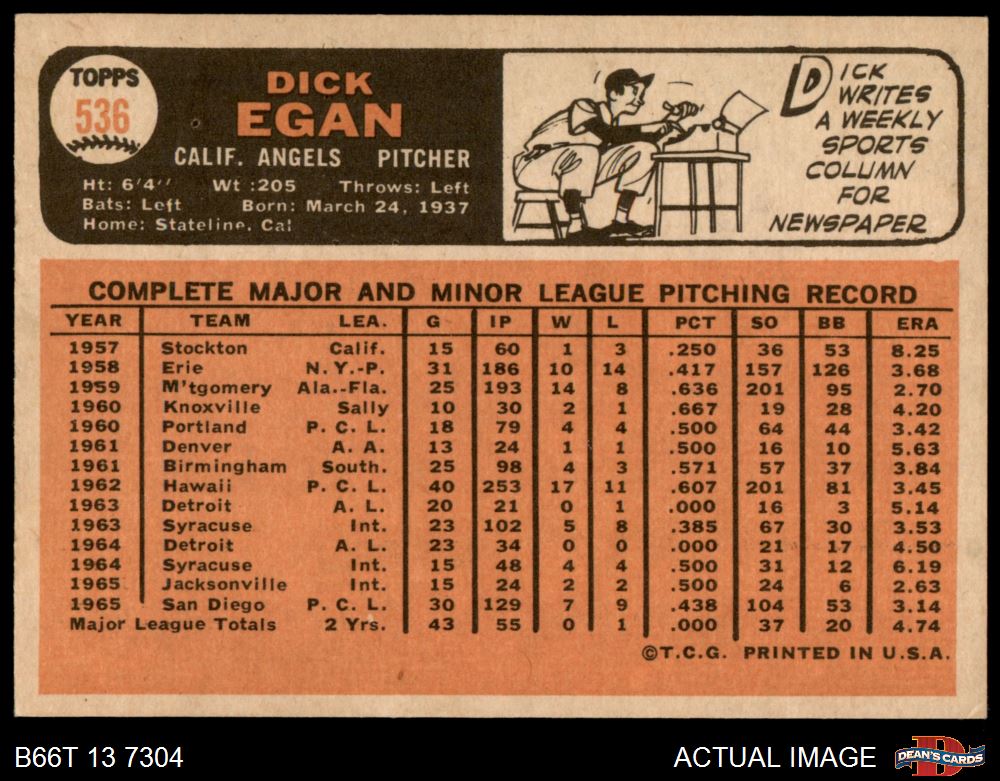 TOPPS
536
DICK
EGAN
CALIF. ANGELS PITCHER
Ht: 6'4'' Wt :205 Throws: Left
Bats: Left Born: March 24, 1937
Home: Stateline, Cal
DICK
WRITES
A WEEKLY
SPORTS
COLUMN
FOR
NEWSPAPER
COMPLETE MAJOR AND MINOR LEAGUE PITCHING RECORD
YEAR TEAM LEA. G IP W L PCT SO BB ERA
1957 Stockton Calif. 15 60 1 3 .250 36 53 8.25
1958 Erie N.Y.-P. 31 186 10 14 .417 157 126 3.68
1959 M'tgomery Ala.-Fla. 25 193 14 8 .636 201 95 2.70
1960 Knoxville Sally 10 30 2 1 .667 19 28 4.20
1960 Portland P. C. L. 18 79 4 4 .500 64 44 3.42
1961 Denver A. A. 13 24 1 1 .500 16 10 5.63
1961 Birmingham South. 25 98 4 3 .571 57 37 3.84
1962 Hawaii P. C. L. 40 253 17 11 .607 201 81 3.45
1963 Detroit A. L. 20 21 0 1 .000 16 3 5.14
1963 Syracuse Int. 23 102 5 8 .385 67 30 3.53
1964 Detroit A. L. 23 34 0 0 .000 21 17 4.50
1964 Syracuse Int. 15 48 4 4 .500 31 12 6.19
1965 Jacksonville Int. 15 24 2 2 .500 24 6 2.63
1965 San Diego P. C. L. 30 129 7 9 .438 104 53 3.14
Major League Totals 2 Yrs. 43 55 0 1 .000 37 20 4.74
©T.C.G. PRINTED IN U.S.A.
B66T 13 7304 ACTUAL IMAGE
DEAN'S CARDS